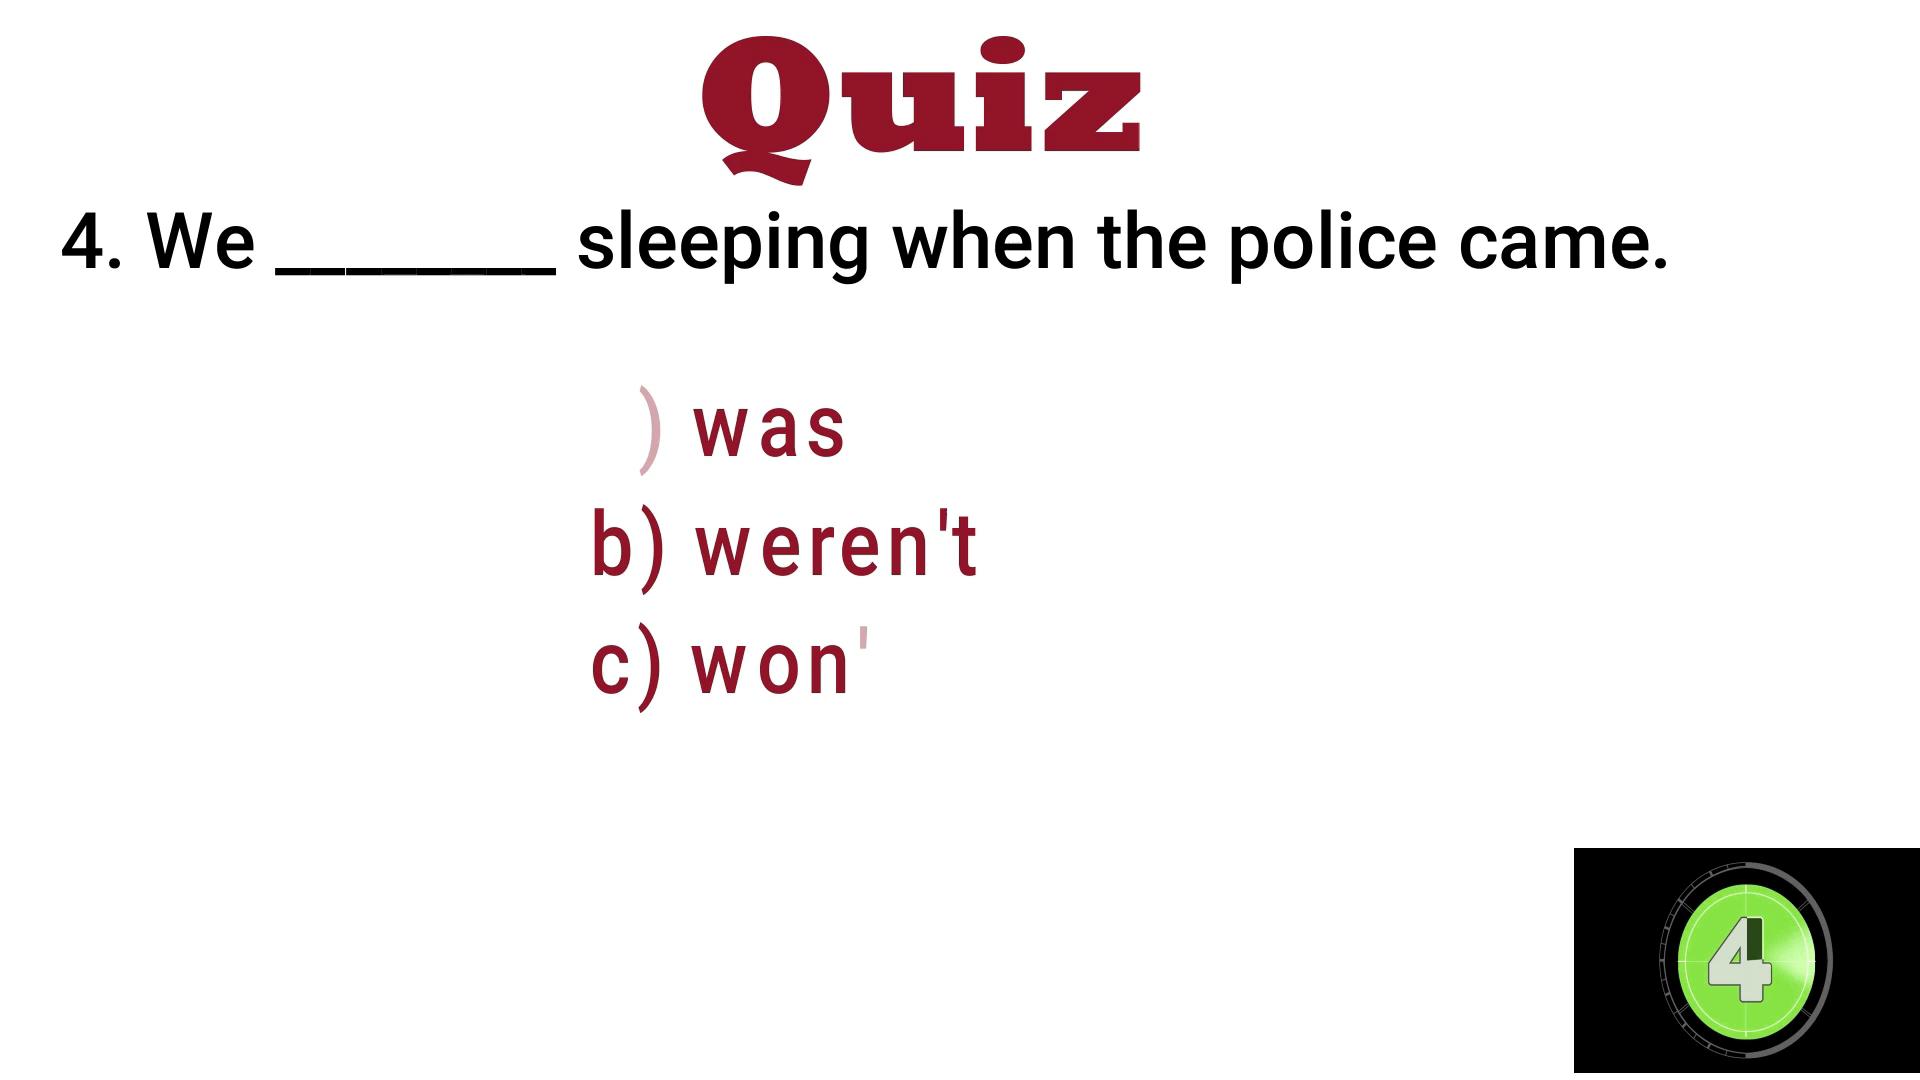 Quiz
4. We ________ sleeping when the police came.
) was
b) weren't
c) won'
4